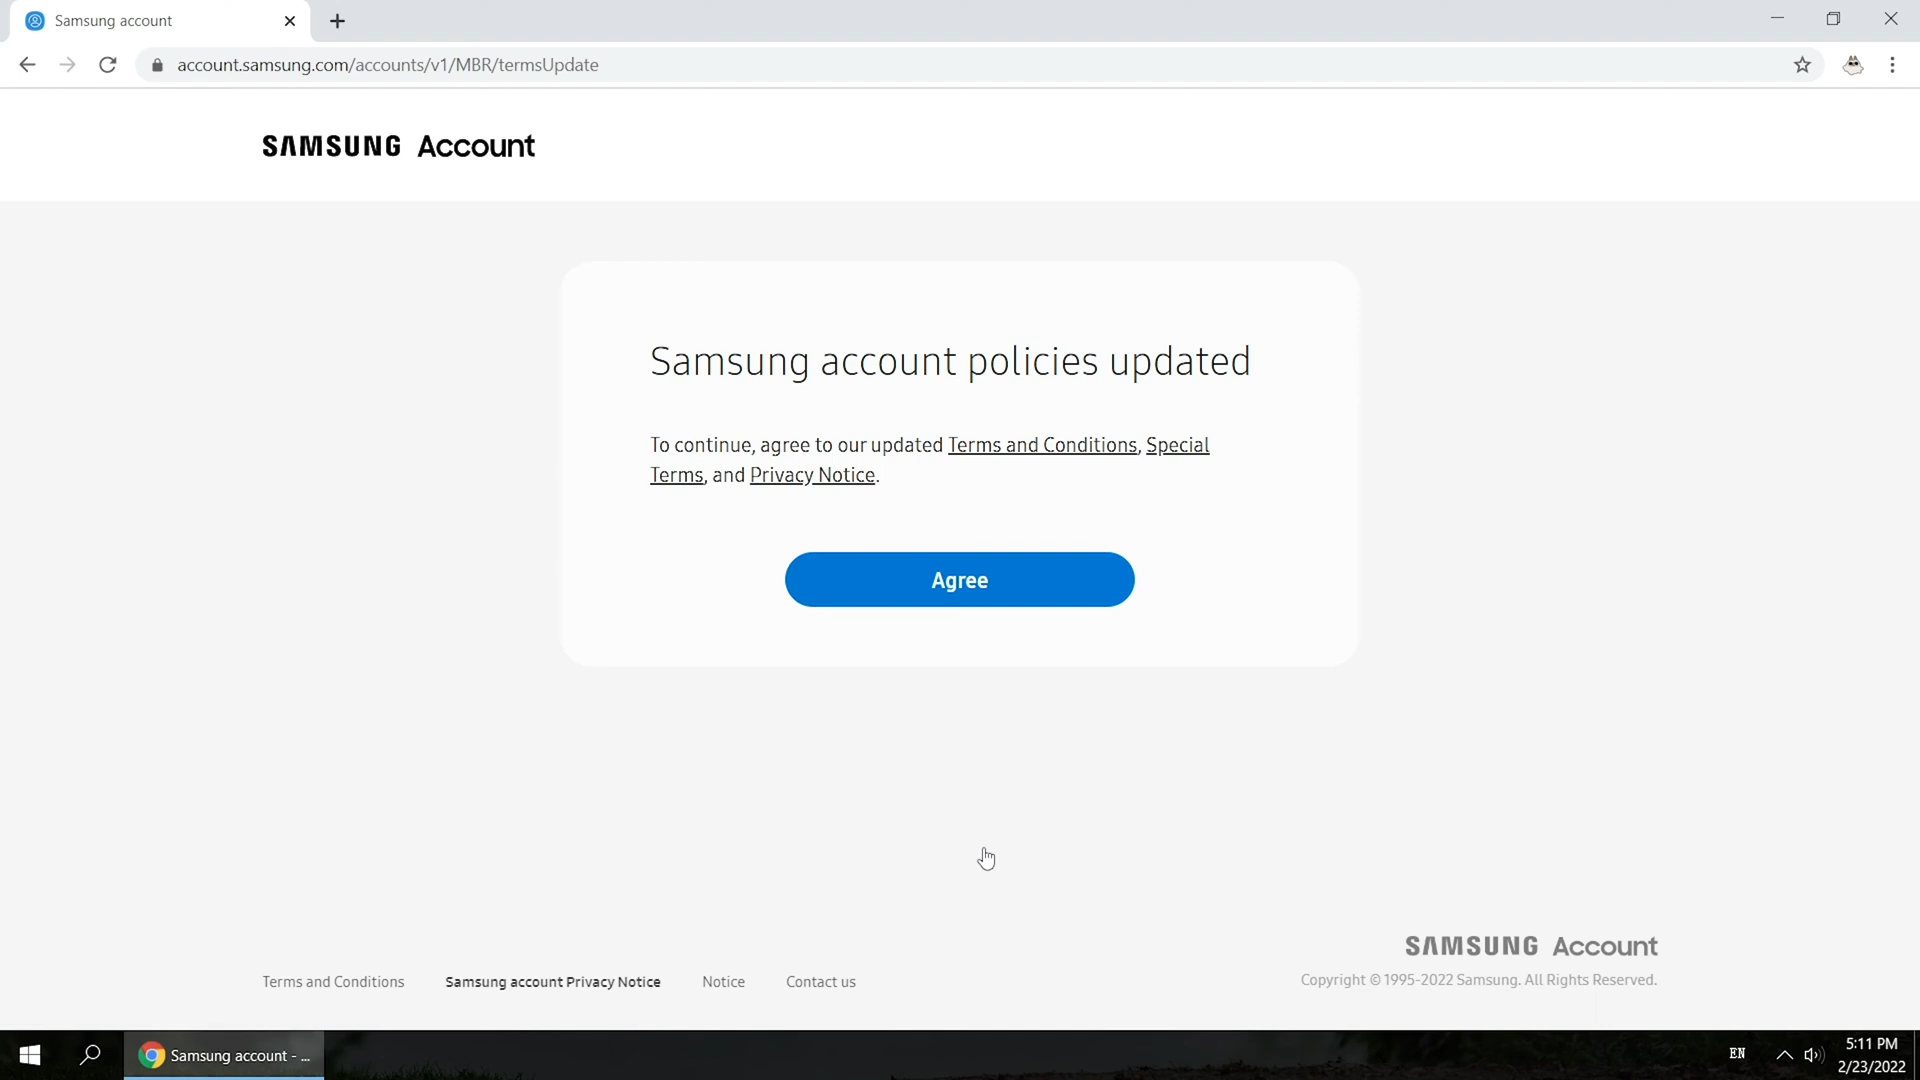 Samsung account
account.samsung.com/accounts/v1/MBR/termsUpdate
SAMSUNG Account
Samsung account policies updated
To continue, agree to our updated Terms and Conditions, Special
Terms, and Privacy Notice.
Agree
SAMSUNG Account
Terms and Conditions Samsung account Privacy Notice Notice Contact us
Copyright © 1995-2022 Samsung. All Rights Reserved.
Samsung account - ...
EN
5:11 PM
2/23/2022